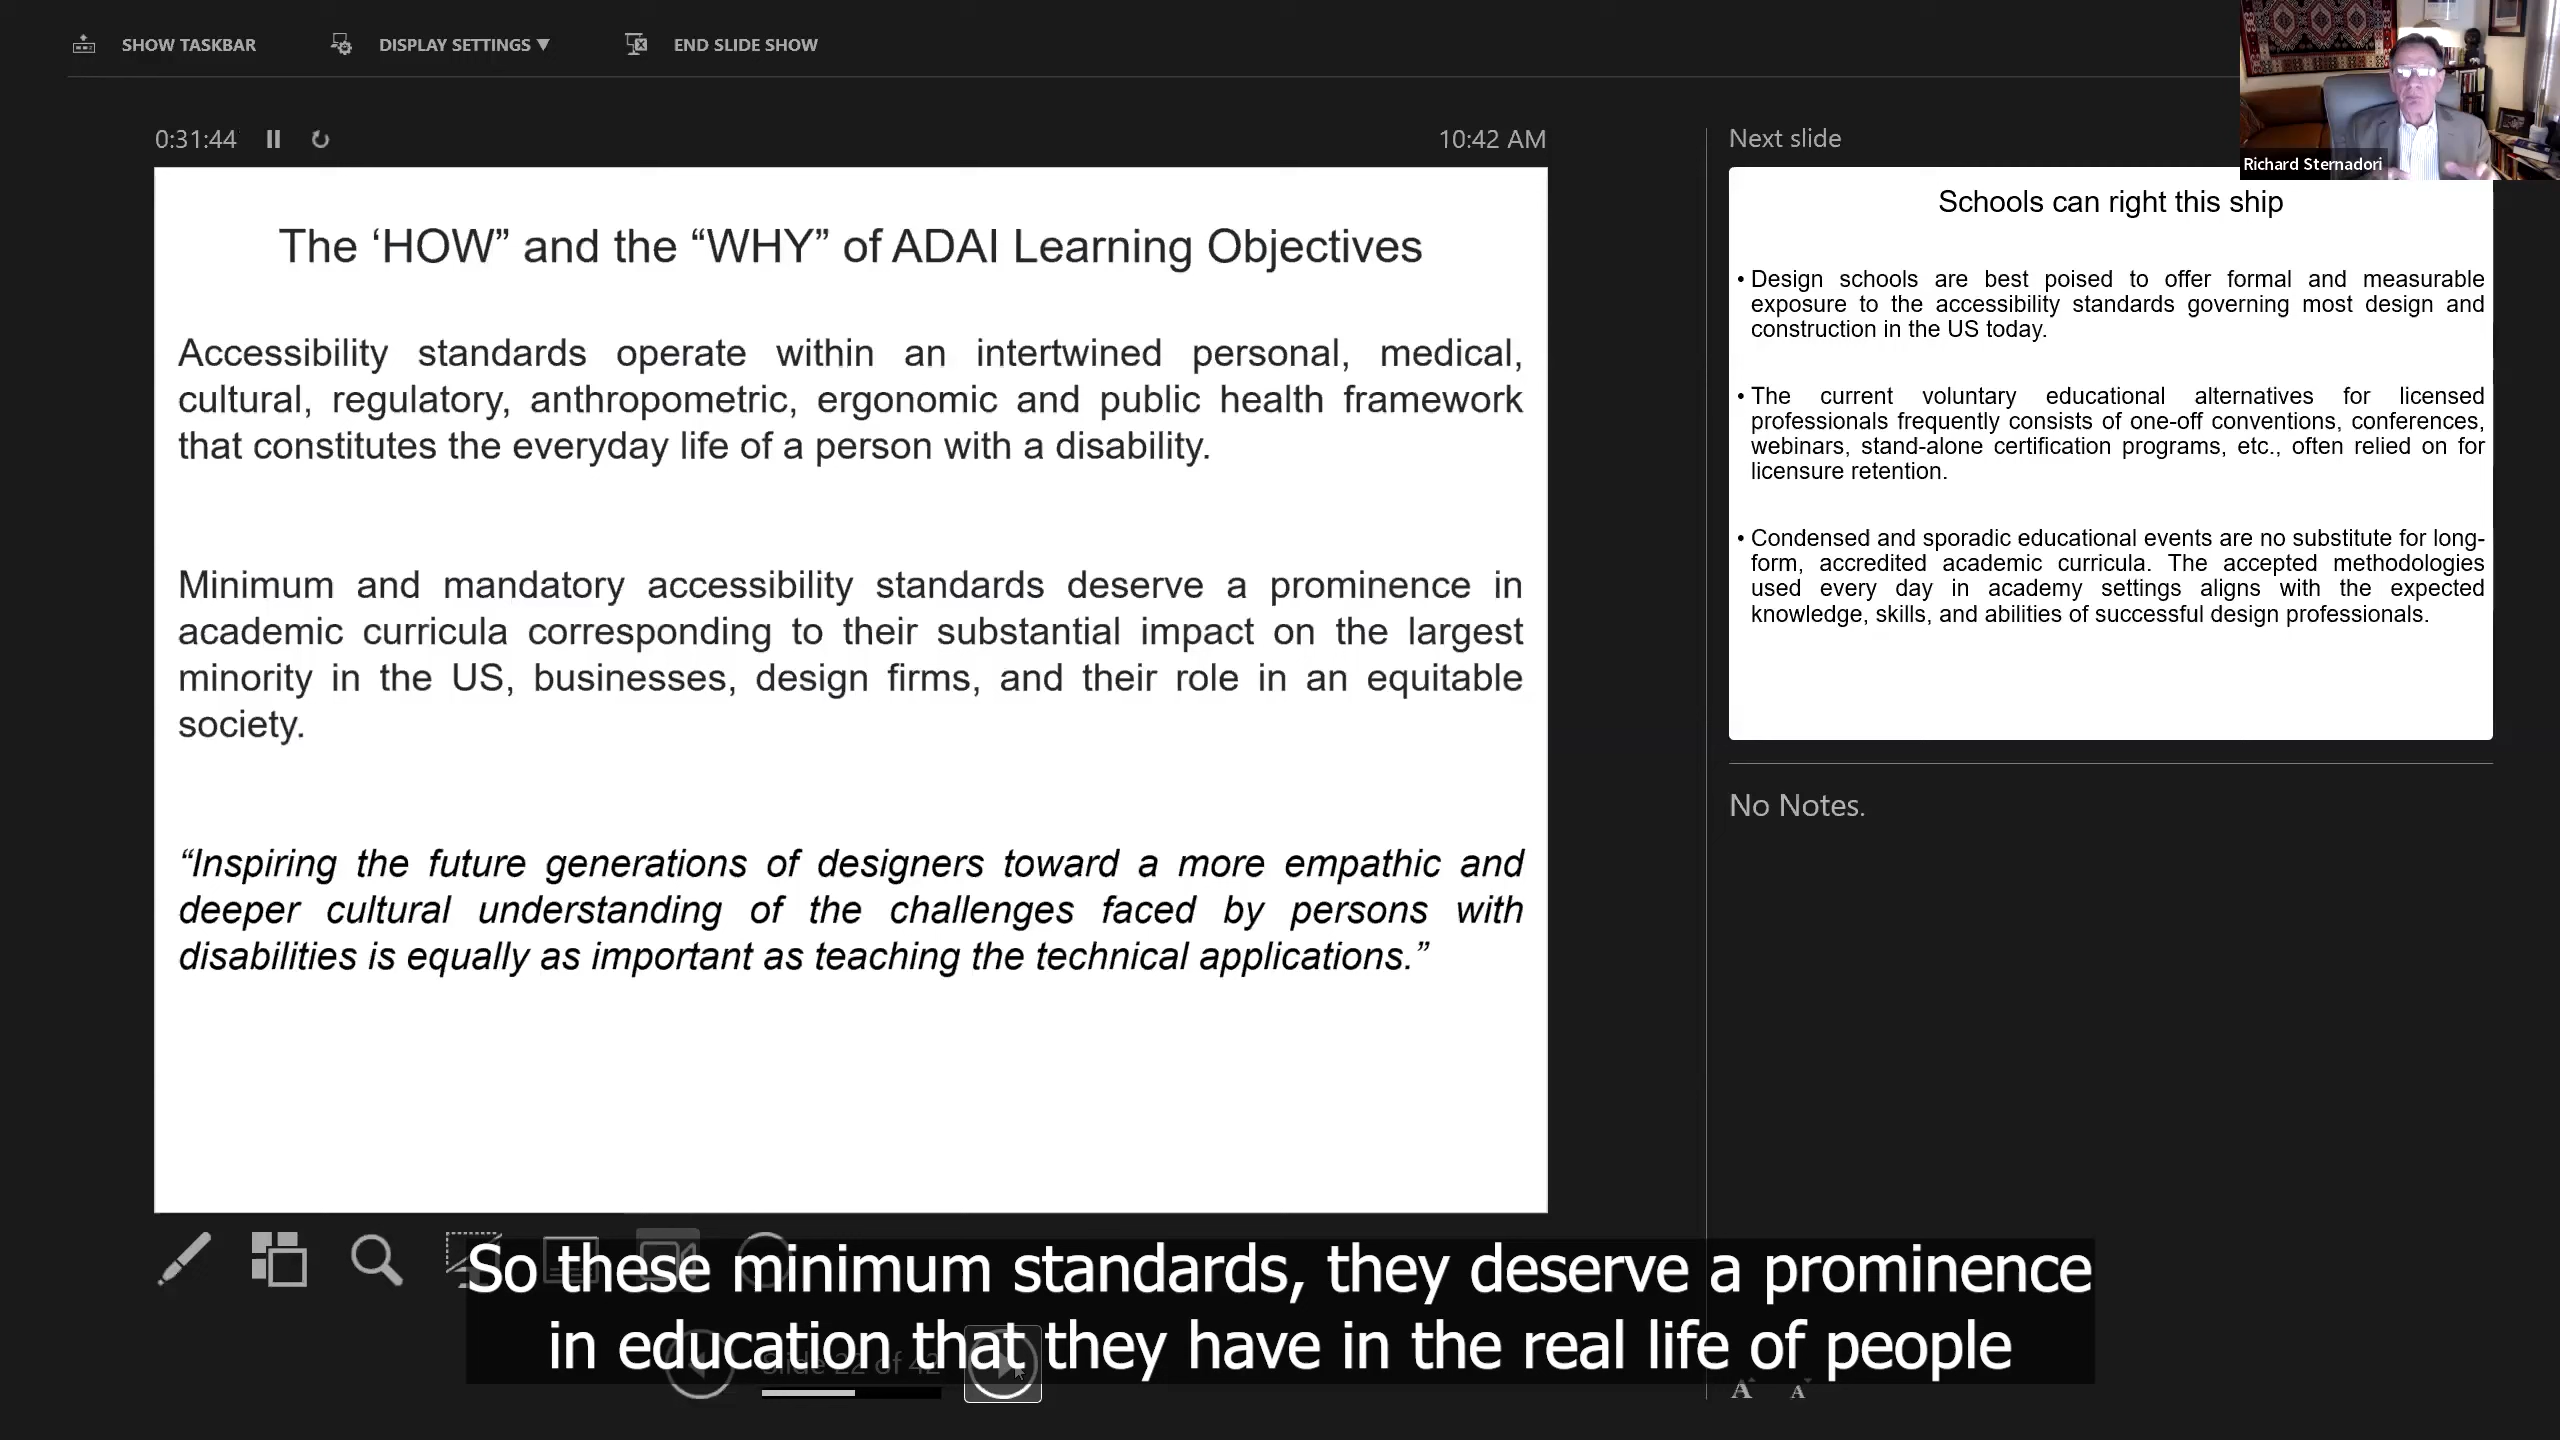 SHOW TASKBAR
DISPLAY SETTINGS ▼
END SLIDE SHOW
0:31:44
10:42 AM
The ‘HOW” and the “WHY” of ADAI Learning Objectives
Accessibility standards operate within an intertwined personal, medical,
cultural, regulatory, anthropometric, ergonomic and public health framework
that constitutes the everyday life of a person with a disability.
Minimum and mandatory accessibility standards deserve a prominence in
academic curricula corresponding to their substantial impact on the largest
minority in the US, businesses, design firms, and their role in an equitable
society.
“Inspiring the future generations of designers toward a more empathic and
deeper cultural understanding of the challenges faced by persons with
disabilities is equally as important as teaching the technical applications.”
Next slide
Richard Sternadori
Schools can right this ship
• Design schools are best poised to offer formal and measurable
exposure to the accessibility standards governing most design and
construction in the US today.
• The current voluntary educational alternatives for licensed
professionals frequently consists of one-off conventions, conferences,
webinars, stand-alone certification programs, etc., often relied on for
licensure retention.
• Condensed and sporadic educational events are no substitute for long-
form, accredited academic curricula. The accepted methodologies
used every day in academy settings aligns with the expected
knowledge, skills, and abilities of successful design professionals.
No Notes.
So these minimum standards, they deserve a prominence
in education that they have in the real life of people
Slide 22 of 42
A A